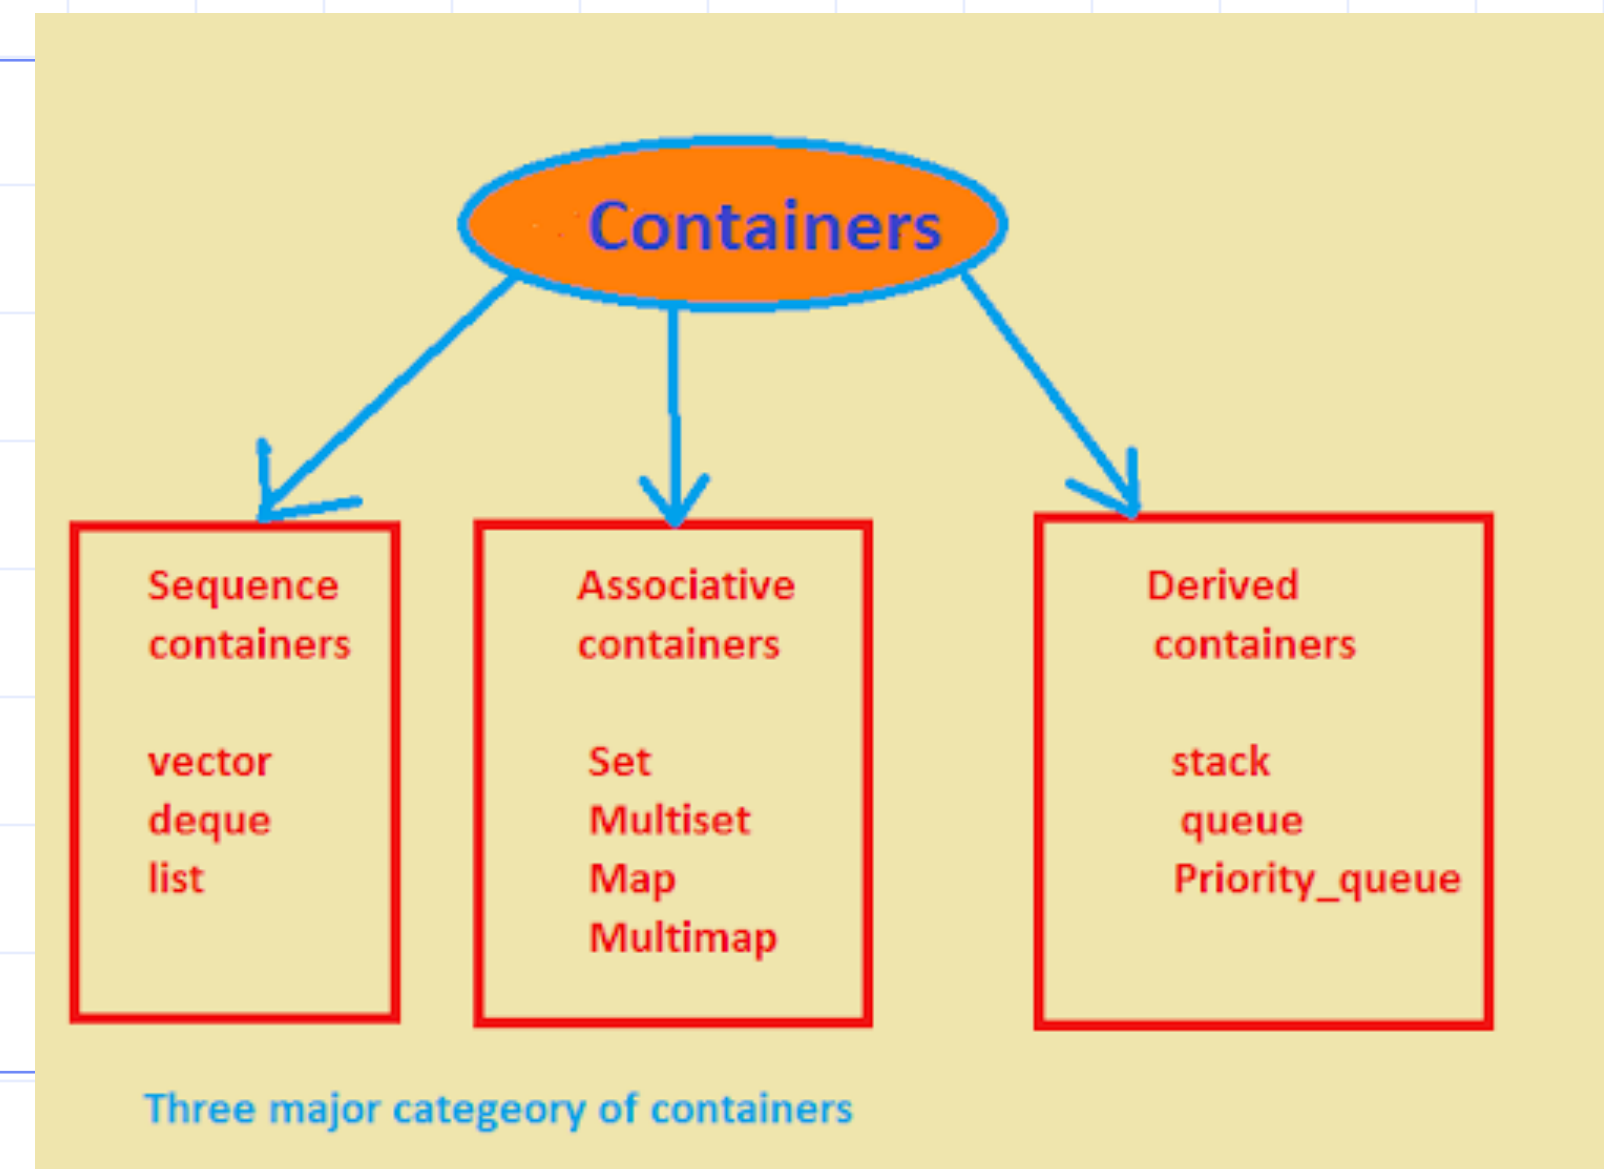 Containers
Sequence
containers
vector
deque
list
Associative
containers
Set
Multiset
Map
Multimap
Derived
containers
stack
queue
Priority_queue
Three major categeory of containers